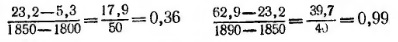 23,2—5,3 / 1850—1800 = 17,9 / 50 = 0,36    62,9—23,2 / 1890—1850 = 39,7 / 40 = 0,99